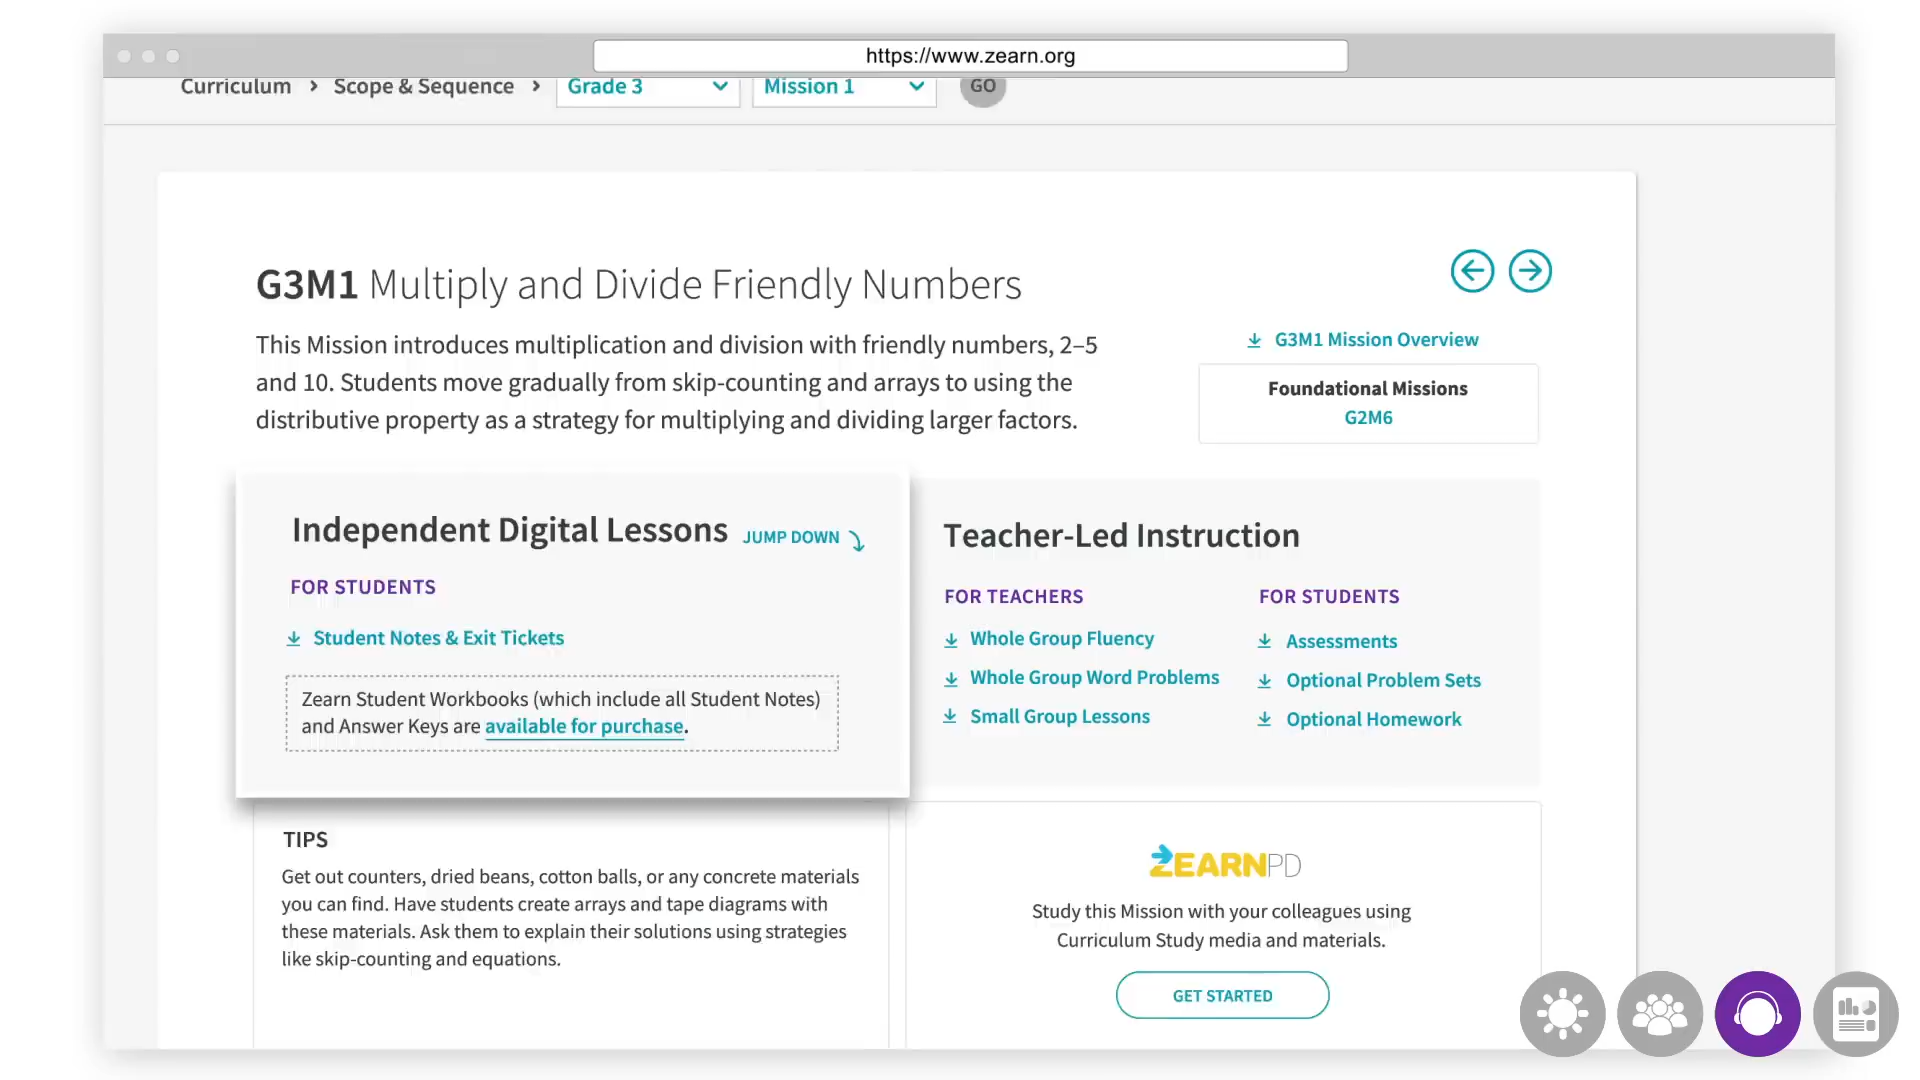 https://www.zearn.org
Curriculum > Scope & Sequence > Grade 3 Mission 1 GO
G3M1 Multiply and Divide Friendly Numbers
This Mission introduces multiplication and division with friendly numbers, 2–5
and 10. Students move gradually from skip-counting and arrays to using the
distributive property as a strategy for multiplying and dividing larger factors.
G3M1 Mission Overview
Foundational Missions
G2M6
Independent Digital Lessons JUMP DOWN
FOR STUDENTS
Student Notes & Exit Tickets
Zearn Student Workbooks (which include all Student Notes)
and Answer Keys are available for purchase.
Teacher-Led Instruction
FOR TEACHERS
Whole Group Fluency
Whole Group Word Problems
Small Group Lessons
FOR STUDENTS
Assessments
Optional Problem Sets
Optional Homework
TIPS
Get out counters, dried beans, cotton balls, or any concrete materials
you can find. Have students create arrays and tape diagrams with
these materials. Ask them to explain their solutions using strategies
like skip-counting and equations.
ZEARNPD
Study this Mission with your colleagues using
Curriculum Study media and materials.
GET STARTED